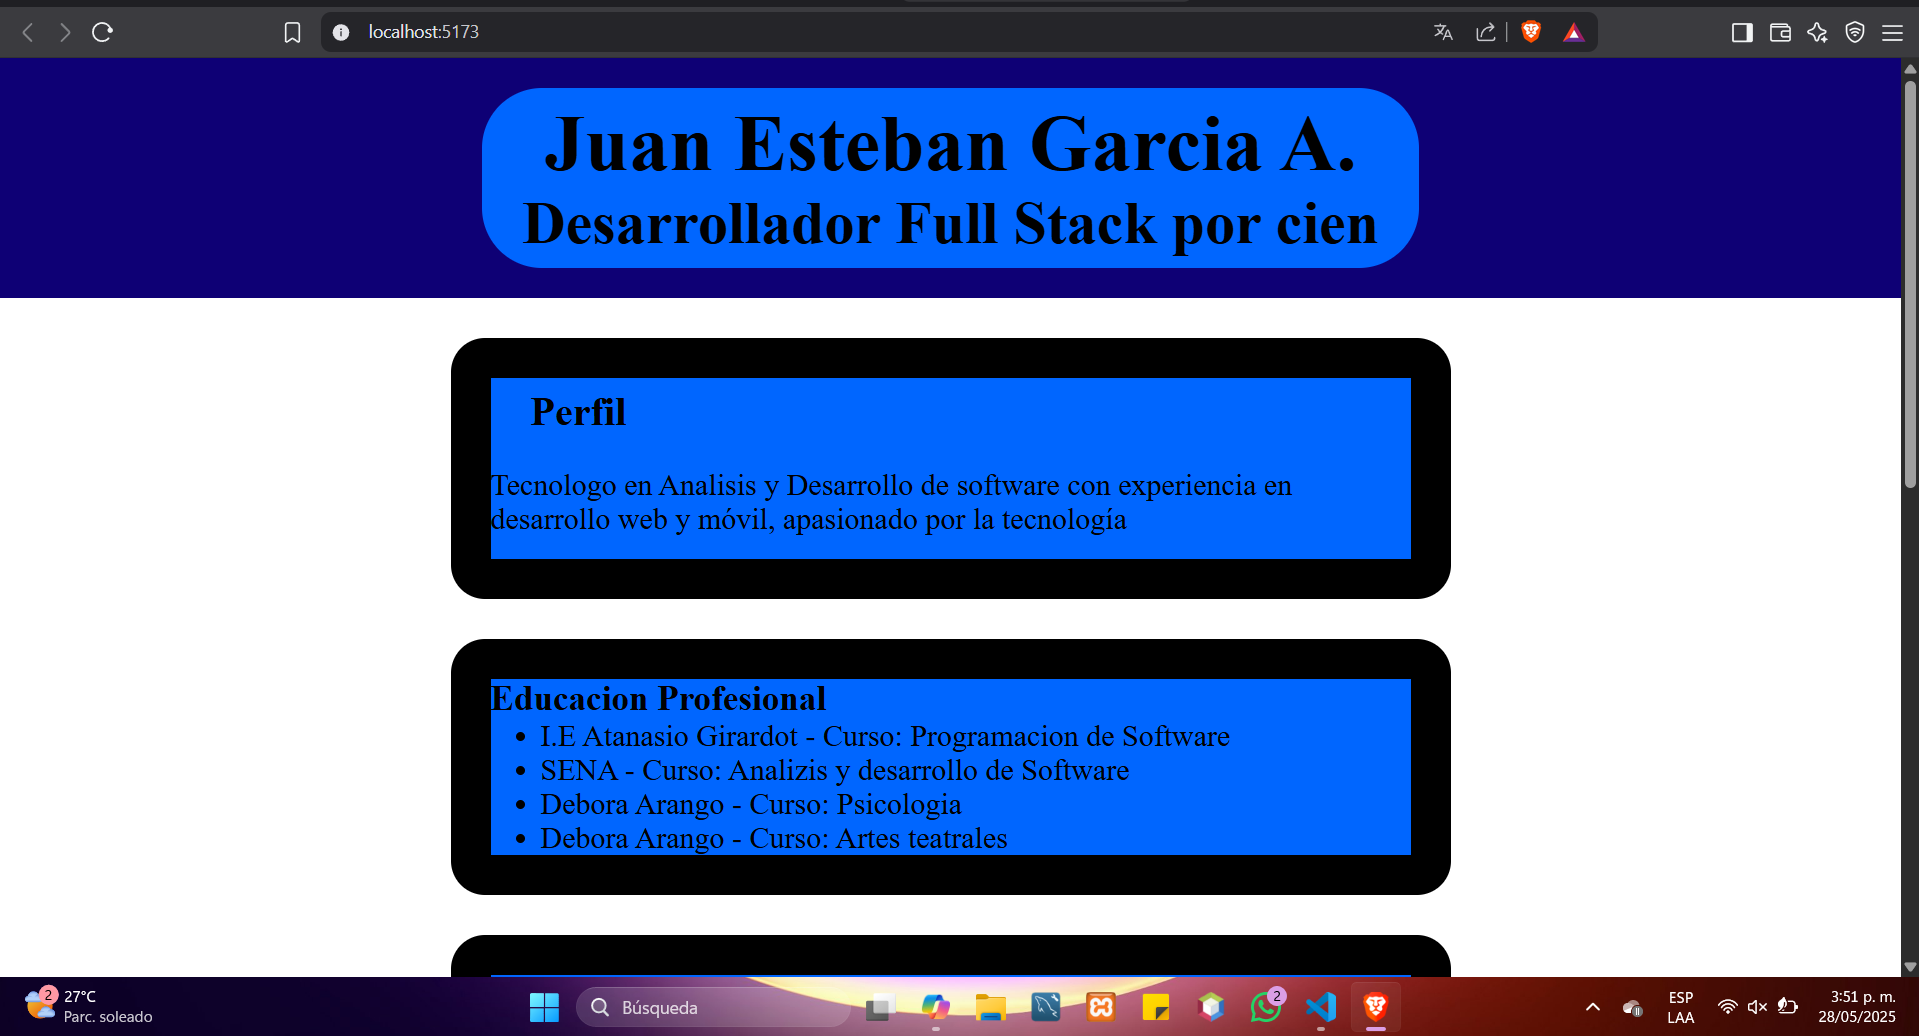 localhost:5173
Juan Esteban Garcia A.
Desarrollador Full Stack por cien
Perfil
Tecnologo en Analisis y Desarrollo de software con experiencia en
desarrollo web y móvil, apasionado por la tecnología
Educacion Profesional
• I.E Atanasio Girardot - Curso: Programacion de Software
• SENA - Curso: Analizis y desarrollo de Software
• Debora Arango - Curso: Psicologia
• Debora Arango - Curso: Artes teatrales
2
27°C
Parc. soleado
Búsqueda
2
ESP
LAA
3:51 p. m.
28/05/2025